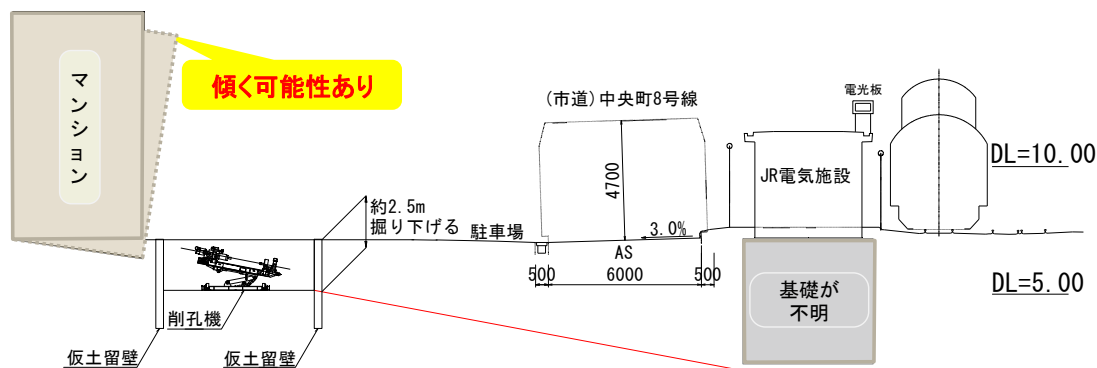 マンション
傾く可能性あり
(市道)中央町8号線
電光板
DL=10.00
4700
JR電気施設
約2.5m
掘り下げる
駐車場
3.0%
AS
500
6000
500
基礎が
不明
DL=5.00
削孔機
仮土留壁
仮土留壁